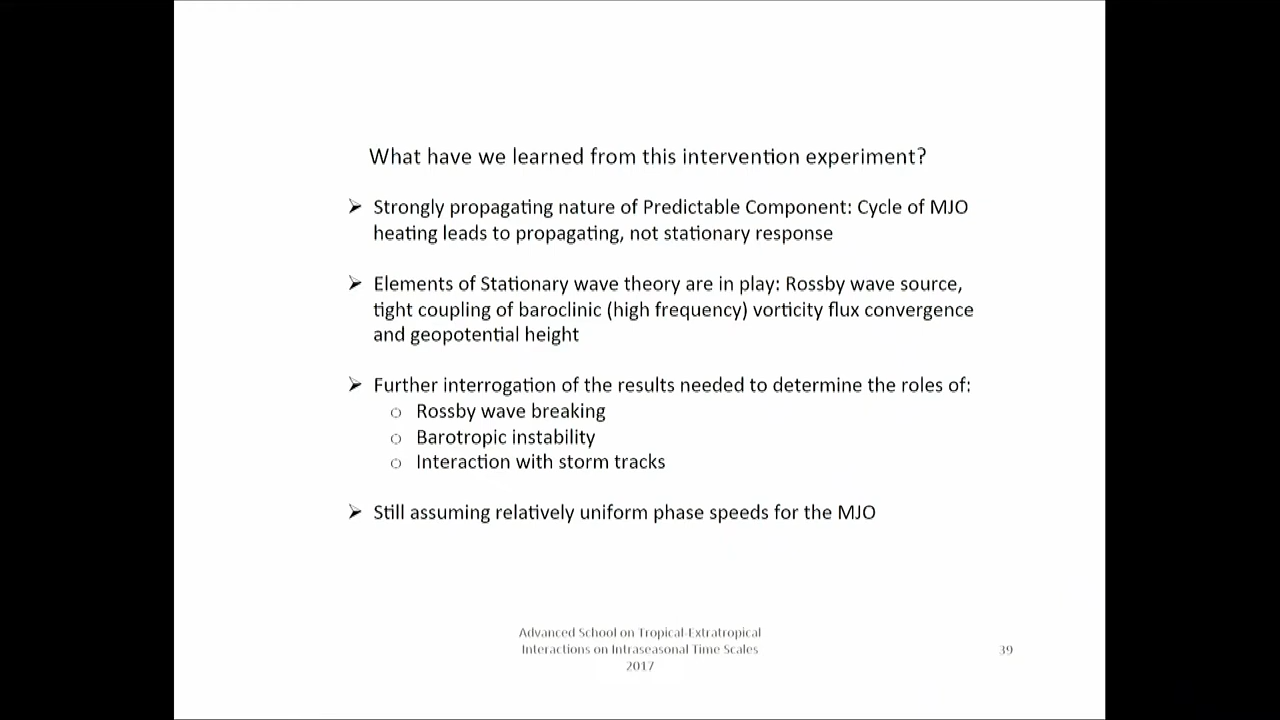 What have we learned from this intervention experiment?
➢ Strongly propagating nature of Predictable Component: Cycle of MJO
heating leads to propagating, not stationary response
➢ Elements of Stationary wave theory are in play: Rossby wave source,
tight coupling of baroclinic (high frequency) vorticity flux convergence
and geopotential height
➢ Further interrogation of the results needed to determine the roles of:
○ Rossby wave breaking
○ Barotropic instability
○ Interaction with storm tracks
➢ Still assuming relatively uniform phase speeds for the MJO
Advanced School on Tropical-Extratropical
Interactions on Intraseasonal Time Scales
2017
39